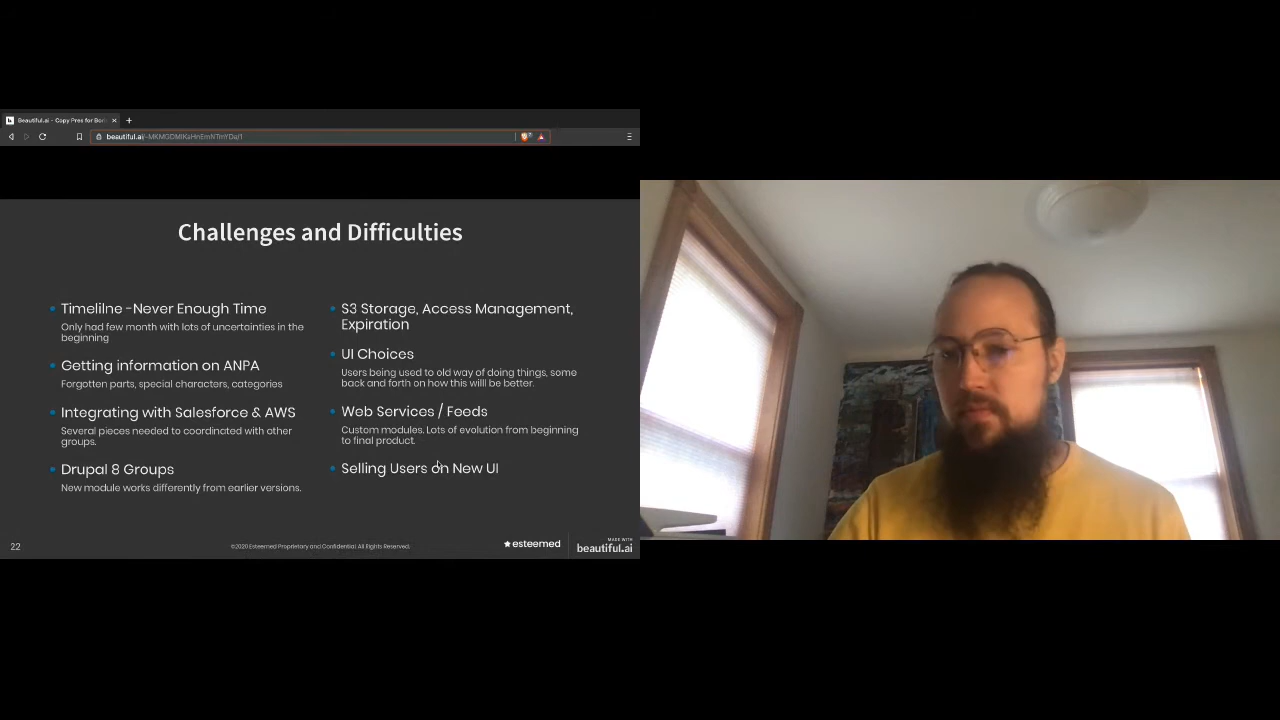 Beautiful.ai - Copy Pres for Bor
beautiful.ai
Challenges and Difficulties
Timelilne -Never Enough Time
Only had few month with lots of uncertainties in the
beginning
Getting information on ANPA
Forgotten parts, special characters, categories
Integrating with Salesforce & AWS
Several pieces needed to coordinated with other
groups.
Drupal 8 Groups
New module works differently from earlier versions.
S3 Storage, Access Management,
Expiration
UI Choices
Users being used to old way of doing things, some
back and forth on how this willl be better.
Web Services / Feeds
Custom modules. Lots of evolution from beginning
to final product.
Selling Users on New UI
22
©2020 Esteemed Proprietary and Confidential. All Rights Reserved.
esteemed
MADE WITH
beautiful.ai